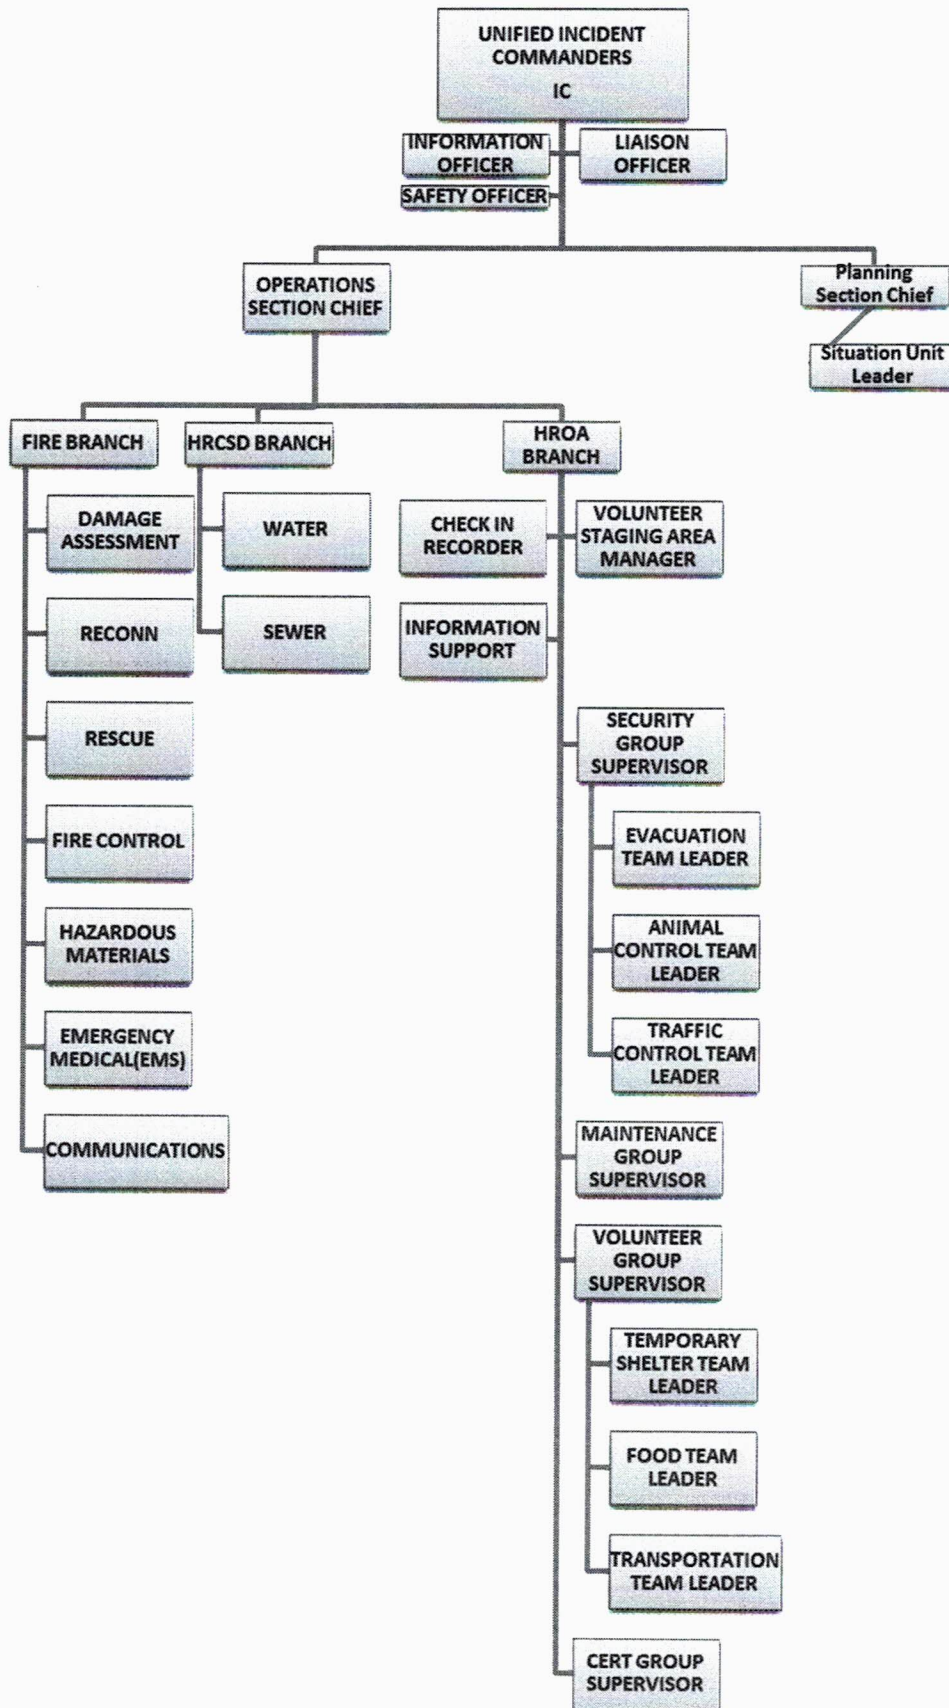 UNIFIED INCIDENT
COMMANDERS
IC
INFORMATION
OFFICER
LIAISON
OFFICER
SAFETY OFFICER
OPERATIONS
SECTION CHIEF
Planning
Section Chief
Situation Unit
Leader
FIRE BRANCH
HRCSD BRANCH
HROA
BRANCH
DAMAGE
ASSESSMENT
RECONN
RESCUE
FIRE CONTROL
HAZARDOUS
MATERIALS
EMERGENCY
MEDICAL(EMS)
COMMUNICATIONS
WATER
SEWER
CHECK IN
RECORDER
VOLUNTEER
STAGING AREA
MANAGER
INFORMATION
SUPPORT
SECURITY
GROUP
SUPERVISOR
EVACUATION
TEAM LEADER
ANIMAL
CONTROL TEAM
LEADER
TRAFFIC
CONTROL TEAM
LEADER
MAINTENANCE
GROUP
SUPERVISOR
VOLUNTEER
GROUP
SUPERVISOR
TEMPORARY
SHELTER TEAM
LEADER
FOOD TEAM
LEADER
TRANSPORTATION
TEAM LEADER
CERT GROUP
SUPERVISOR